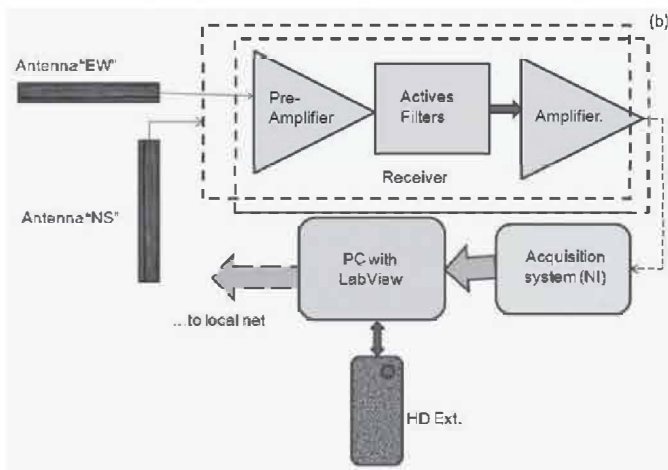 (b)
Antenna"EW"
Pre-
Amplifier
Actives
Filters
Amplifier.
Receiver
Antenna"NS"
PC with
LabView
Acquisition
system (NI)
...to local net
HD Ext.